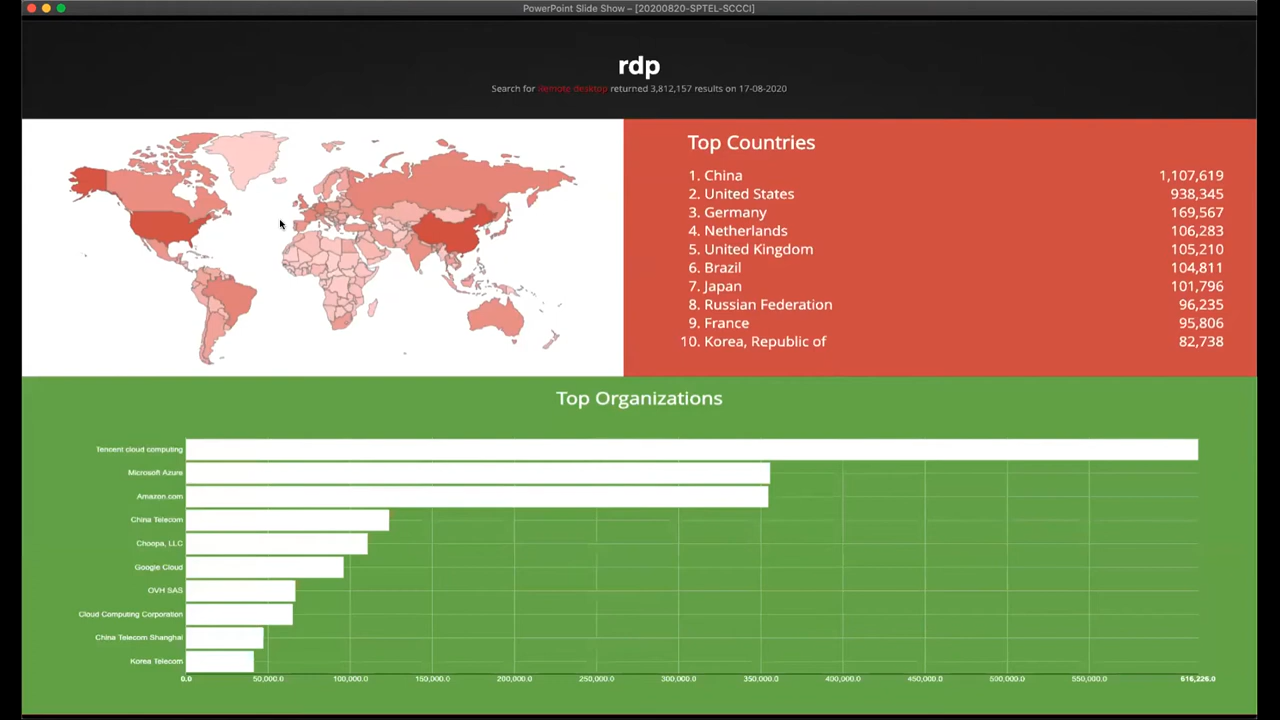 PowerPoint Slide Show – [20200820-SPTEL-SCCCI]
rdp
Search for Remote desktop returned 3,812,157 results on 17-08-2020
Top Countries
1. China 1,107,619
2. United States 938,345
3. Germany 169,567
4. Netherlands 106,283
5. United Kingdom 105,210
6. Brazil 104,811
7. Japan 101,796
8. Russian Federation 96,235
9. France 95,806
10. Korea, Republic of 82,738
Top Organizations
Tencent cloud computing
Microsoft Azure
Amazon.com
China Telecom
Choopa, LLC
Google Cloud
OVH SAS
Cloud Computing Corporation
China Telecom Shanghai
Korea Telecom
0.0 50,000.0 100,000.0 150,000.0 200,000.0 250,000.0 300,000.0 350,000.0 400,000.0 450,000.0 500,000.0 550,000.0 616,226.0